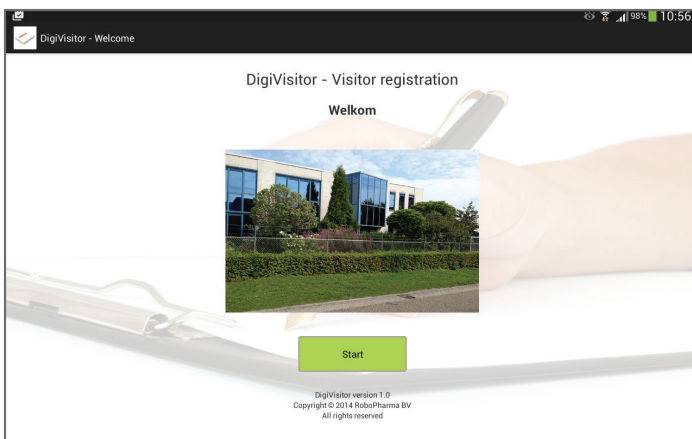 98% 10:56
DigiVisitor - Welcome
DigiVisitor - Visitor registration
Welkom
Start
DigiVisitor version 1.0
Copyright © 2014 RoboPharma BV
All rights reserved